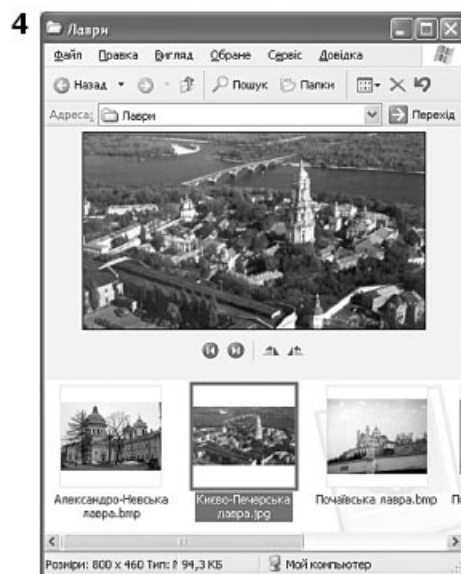 4
Лаври
Файл Правка Вигляд Обране Сервіс Довідка
Назад Пошук Папки
Адреса: Лаври Перехід
Александро-Невська
лавра.bmp
Києво-Печерська
лавра.jpg
Почаївська лавра.bmp
Розміри: 800 x 460 Тип: 94,3 КБ Мой компьютер